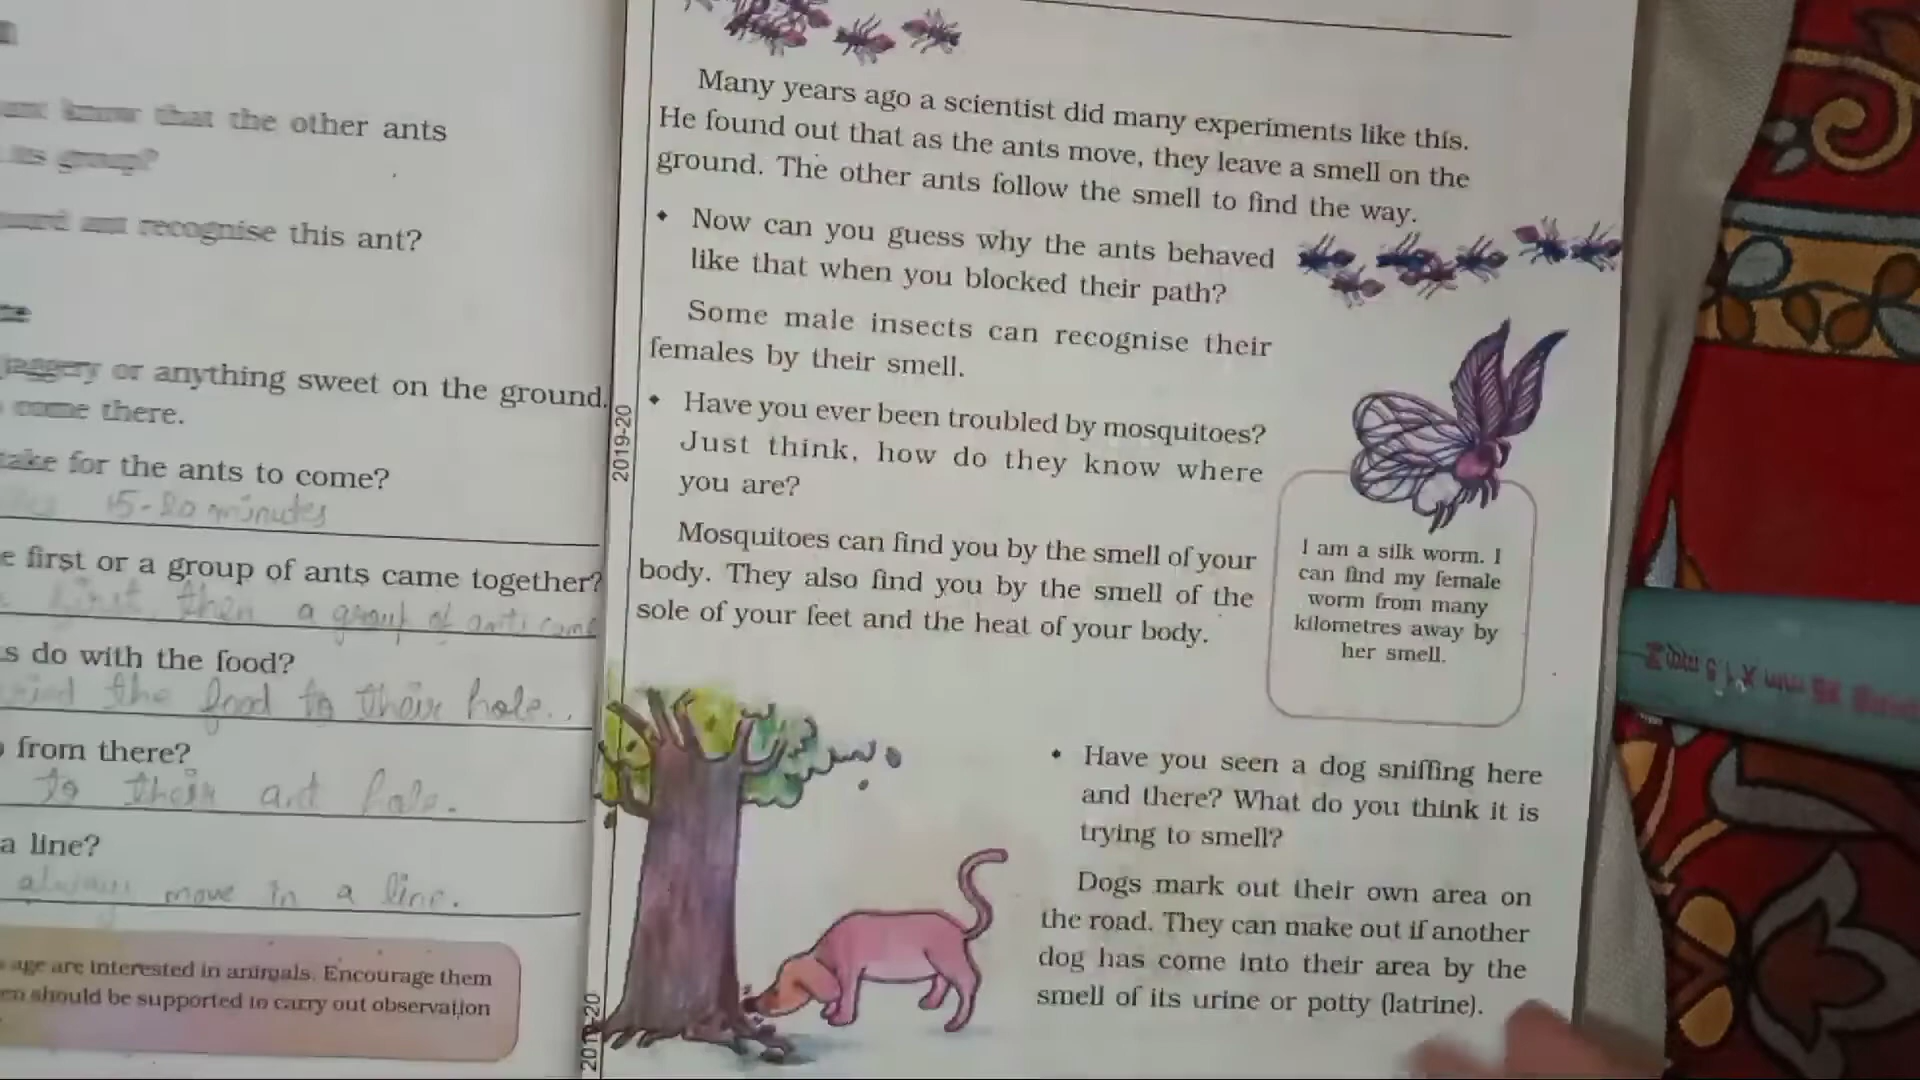 know that the other ants
its group?
recognise this ant?
jaggery or anything sweet on the ground.
come there.
take for the ants to come?
15-20 minutes
e first or a group of ants came together?
first, then a group of ants came
s do with the food?
the food to their hole..
from there?
to their ant hole.
a line?
always move in a line.
age are interested in animals. Encourage them
en should be supported to carry out observation
Many years ago a scientist did many experiments like this.
He found out that as the ants move, they leave a smell on the
ground. The other ants follow the smell to find the way.
• Now can you guess why the ants behaved
like that when you blocked their path?
Some male insects can recognise their
females by their smell.
• Have you ever been troubled by mosquitoes?
Just think, how do they know where
you are?
Mosquitoes can find you by the smell of your
body. They also find you by the smell of the
sole of your feet and the heat of your body.
I am a silk worm. I
can find my female
worm from many
kilometres away by
her smell.
• Have you seen a dog sniffing here
and there? What do you think it is
trying to smell?
Dogs mark out their own area on
the road. They can make out if another
dog has come into their area by the
smell of its urine or potty (latrine).
2019-20
2019-20